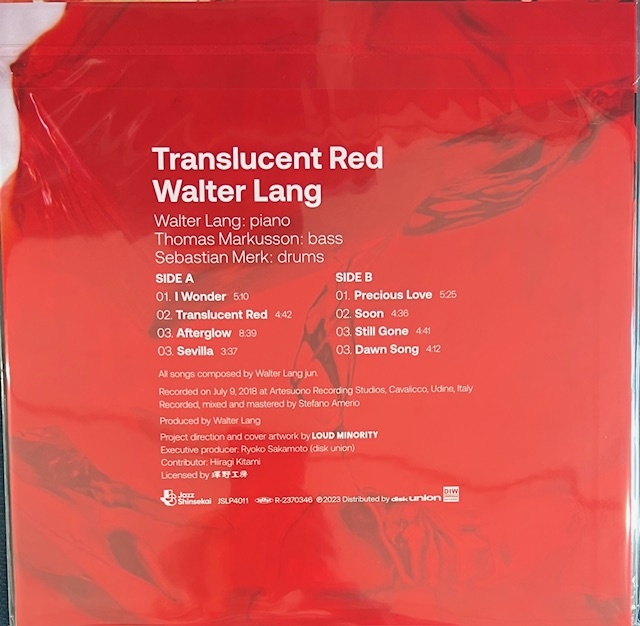 Translucent Red
Walter Lang
Walter Lang: piano
Thomas Markusson: bass
Sebastian Merk: drums
SIDE A
01. I Wonder 5:10
02. Translucent Red 4:42
03. Afterglow 8:39
03. Sevilla 3:37
SIDE B
01. Precious Love 5:25
02. Soon 4:36
03. Still Gone 4:41
03. Dawn Song 4:12
All songs composed by Walter Lang jun.
Recorded on July 9, 2018 at Artesuono Recording Studios, Cavalicco, Udine, Italy
Recorded, mixed and mastered by Stefano Amerio
Produced by Walter Lang
Project direction and cover artwork by LOUD MINORITY
Executive producer: Ryoko Sakamoto (disk union)
Contributor: Hiiragi Kitami
Licensed by 澤野工房
Jazz Shinsekai JSLP4011 R-2370346 ℗2023 Distributed by disk union DIW